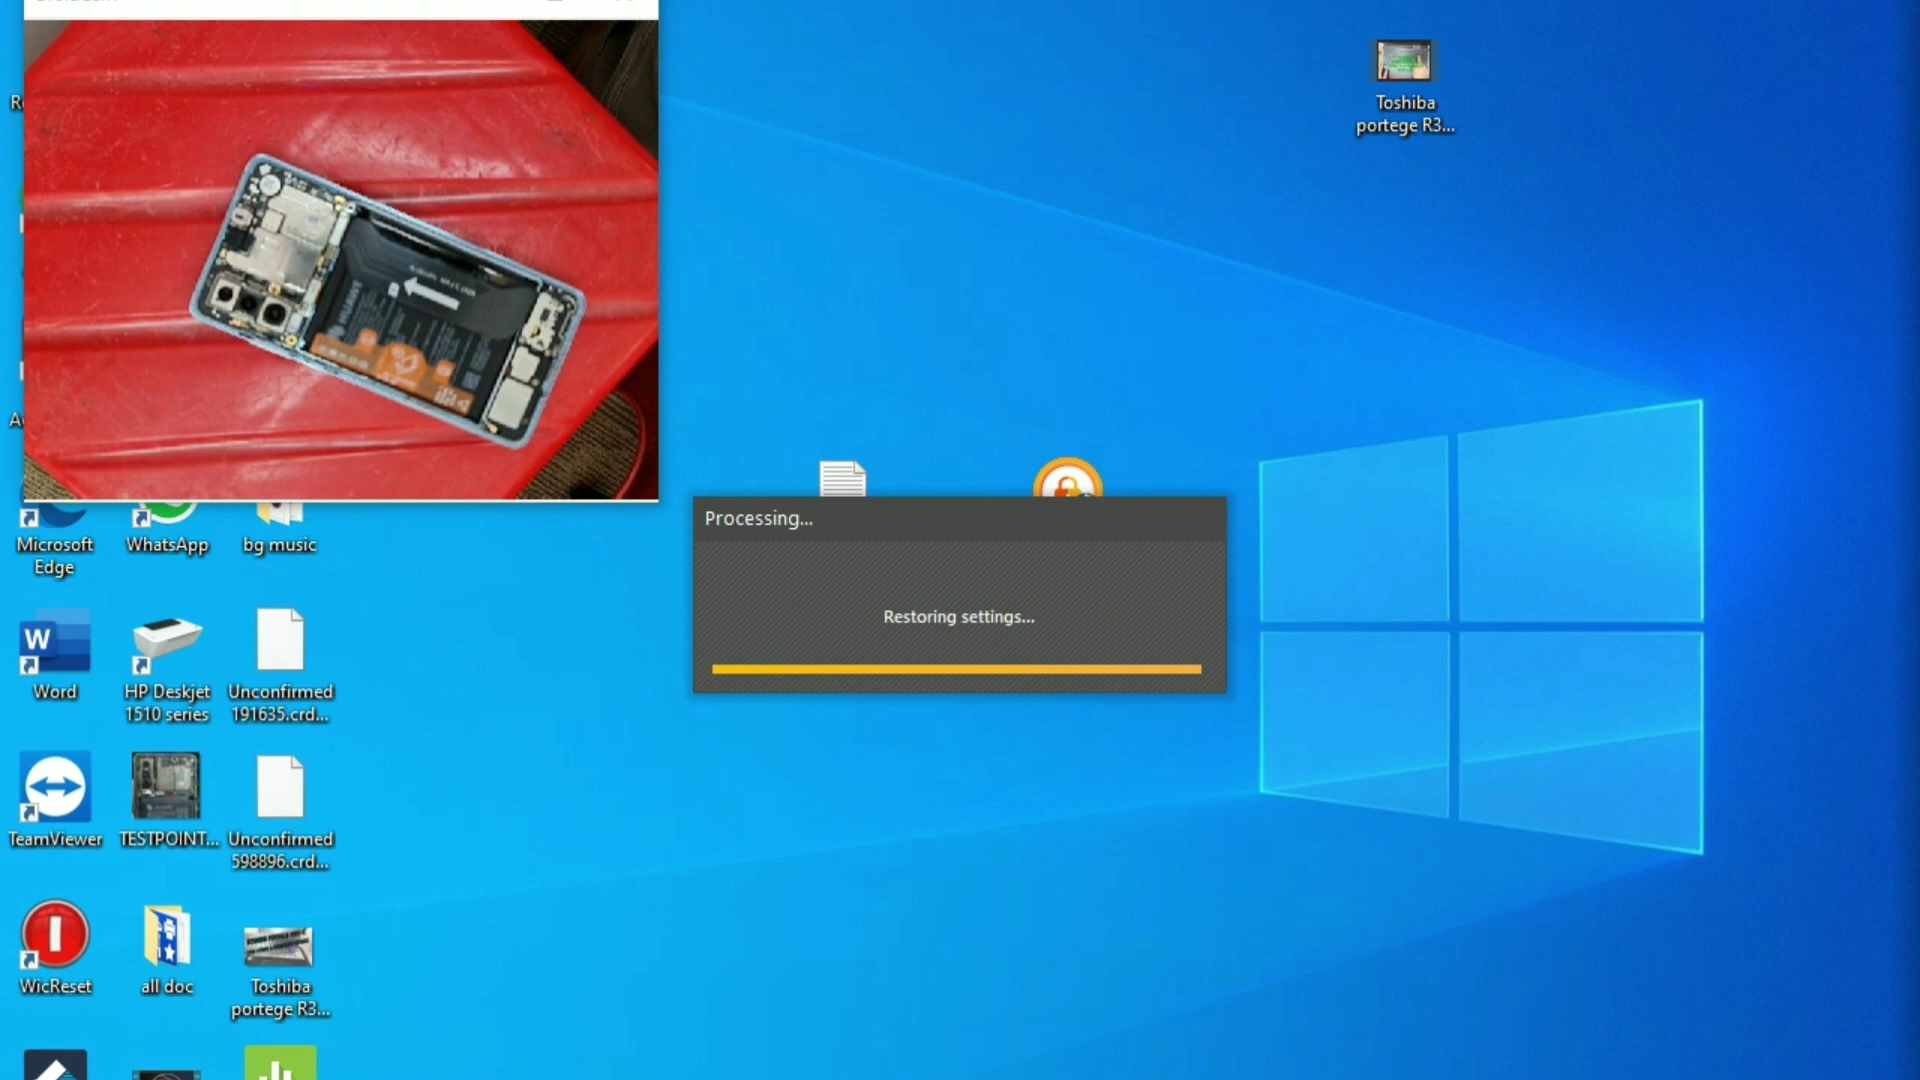 Toshiba
portege R3...
Processing...
Restoring settings...
Microsoft
Edge
WhatsApp
bg music
Word
HP Deskjet
1510 series
Unconfirmed
191635.crd...
TeamViewer
TESTPOINT...
Unconfirmed
598896.crd...
WicReset
all doc
Toshiba
portege R3...
HUAWEI